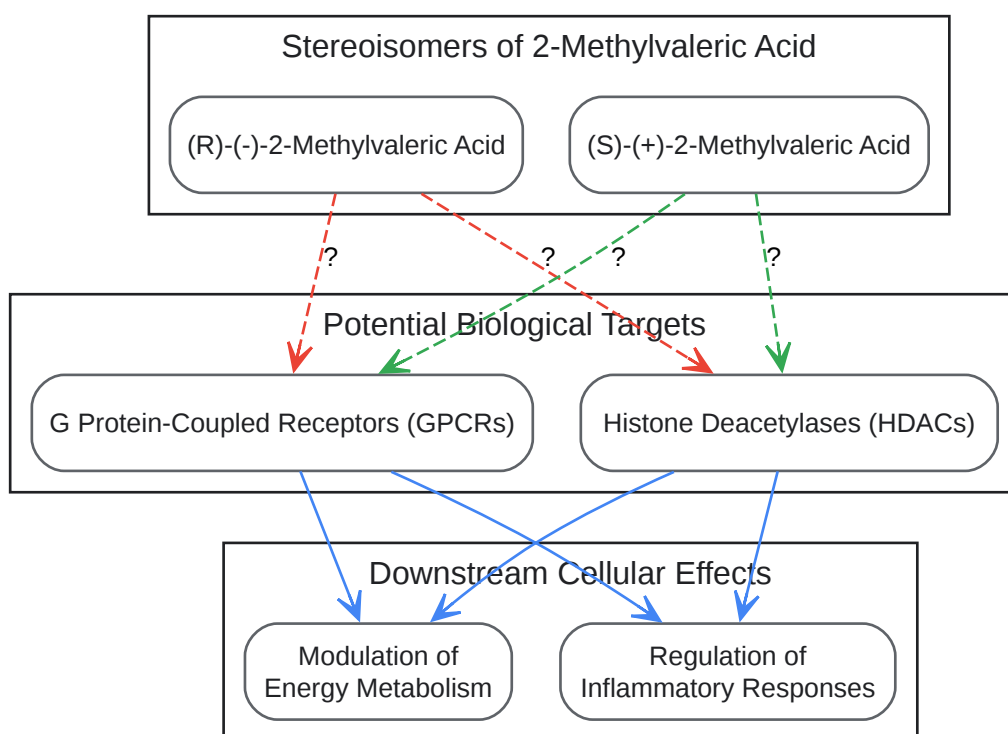 Stereoisomers of 2-Methylvaleric Acid
(R)-(-)-2-Methylvaleric Acid
(S)-(+)-2-Methylvaleric Acid
?
?
?
?
Potential Biological Targets
G Protein-Coupled Receptors (GPCRs)
Histone Deacetylases (HDACs)
Downstream Cellular Effects
Modulation of
Energy Metabolism
Regulation of
Inflammatory Responses